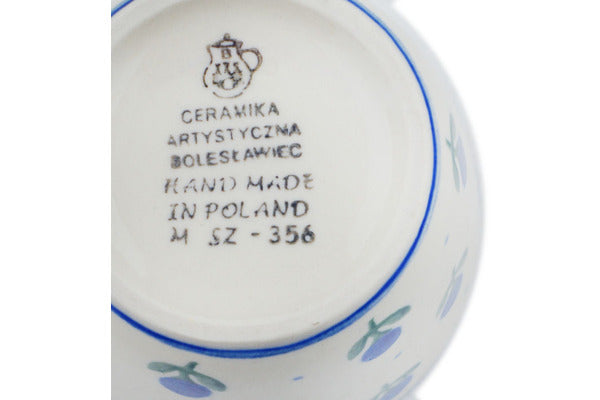 CERAMIKA
ARTYSTYCZNA
BOLESŁAWIEC
HAND MADE
IN POLAND
M SZ - 356